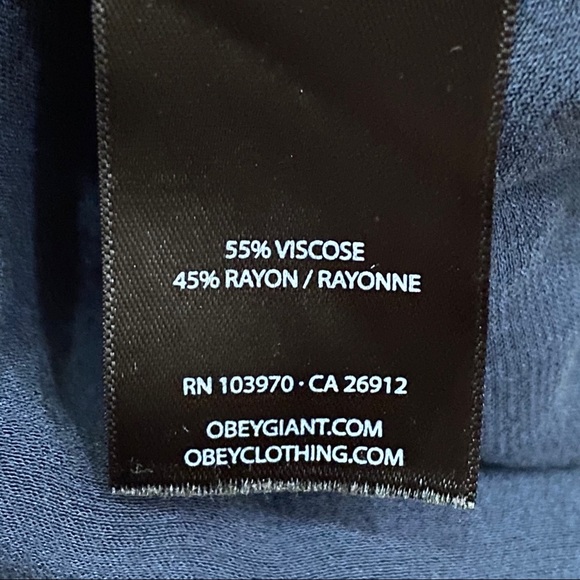 55% VISCOSE
45% RAYON / RAYONNE
RN 103970 · CA 26912
OBEYGIANT.COM
OBEYCLOTHING.COM